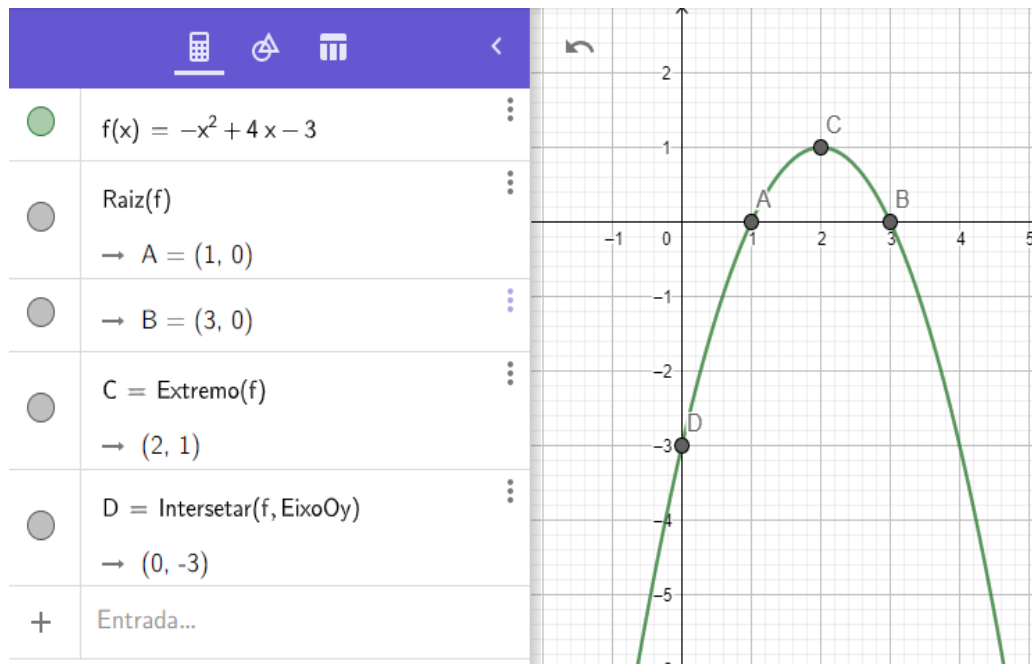 f(x) = −x² + 4 x − 3
Raiz(f)
→ A = (1, 0)
→ B = (3, 0)
C = Extremo(f)
→ (2, 1)
D = Intersetar(f, EixoOy)
→ (0, -3)
+ Entrada...
2
1
−1
0
1
2
3
4
5
−1
−2
−3
−4
−5
A
B
C
D